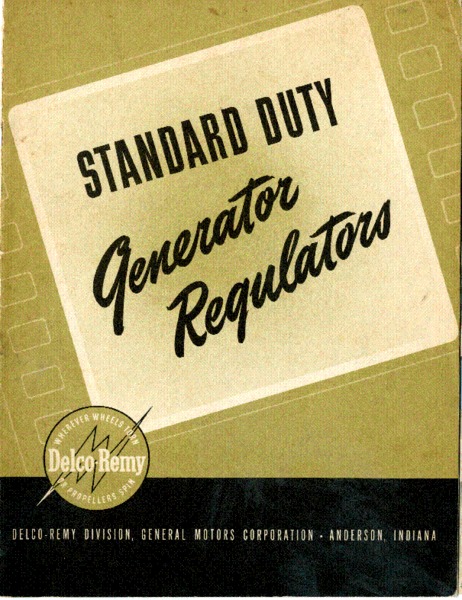 STANDARD DUTY
Generator
Regulators
WHEREVER WHEELS TURN
Delco-Remy
OR PROPELLERS SPIN
DELCO-REMY DIVISION, GENERAL MOTORS CORPORATION • ANDERSON, INDIANA